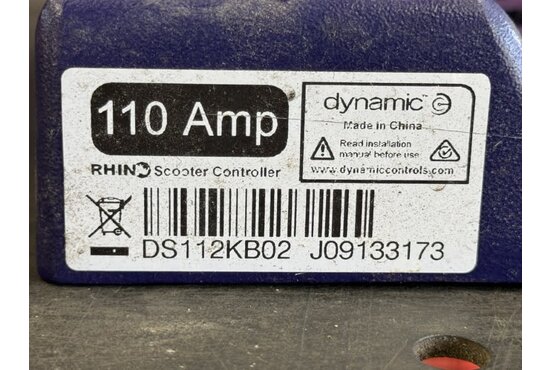 110 Amp
RHINO Scooter Controller
dynamic
Made in China
Read installation
manual before use
www.dynamiccontrols.com
DS112KB02 J09133173